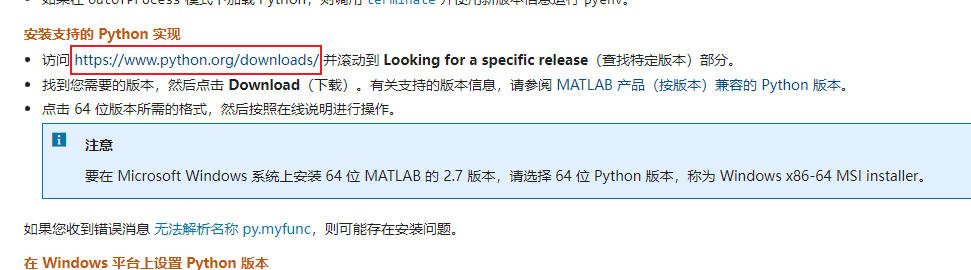 如果在 OutOfProcess 模式下加载 Python，则调用 terminate 并使用新版本信息运行 pyenv。
安装支持的 Python 实现
• 访问 https://www.python.org/downloads/ 并滚动到 Looking for a specific release（查找特定版本）部分。
• 找到您需要的版本，然后点击 Download（下载）。有关支持的版本信息，请参阅 MATLAB 产品（按版本）兼容的 Python 版本。
• 点击 64 位版本所需的格式，然后按照在线说明进行操作。
注意
要在 Microsoft Windows 系统上安装 64 位 MATLAB 的 2.7 版本，请选择 64 位 Python 版本，称为 Windows x86-64 MSI installer。
如果您收到错误消息 无法解析名称 py.myfunc，则可能存在安装问题。
在 Windows 平台上设置 Python 版本